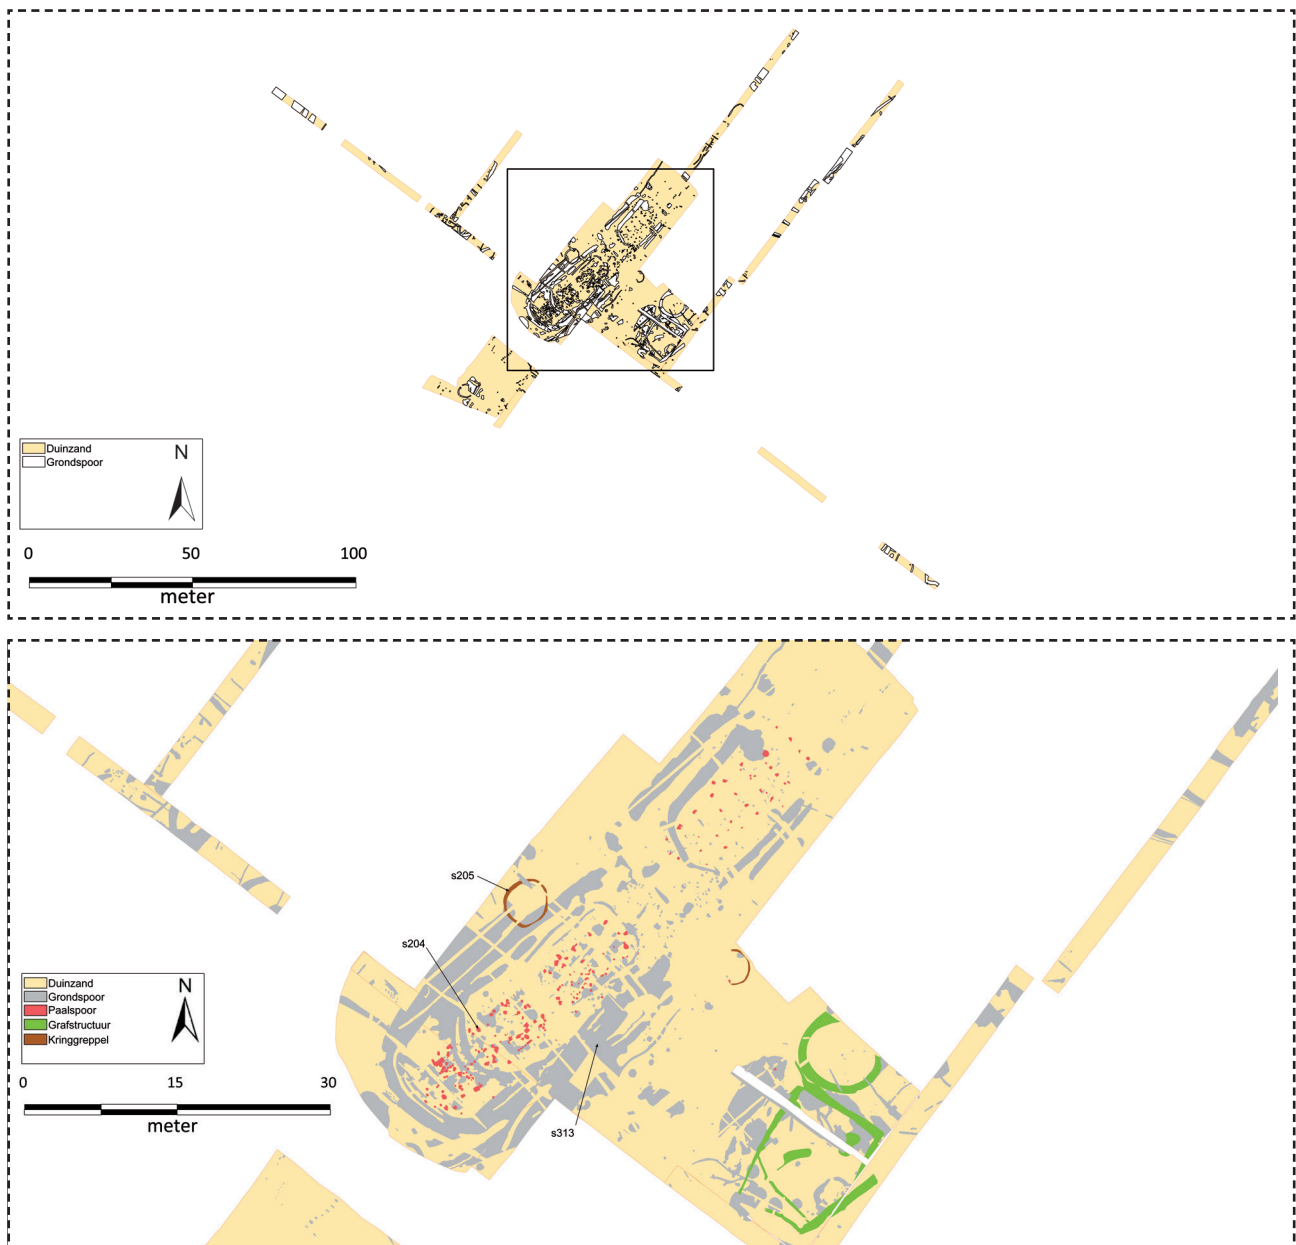 Duinzand
Grondspoor
N
0 50 100
meter
s205
s204
s313
Duinzand
Grondspoor
Paalspoor
Grafstructuur
Kringgreppel
N
0 15 30
meter